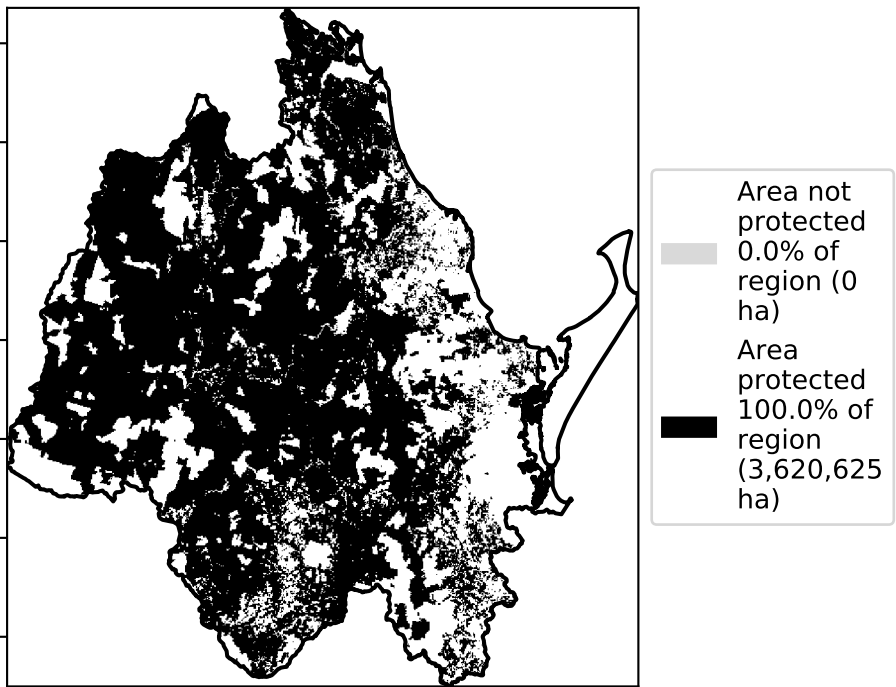 Area not
protected
0.0% of
region (0
ha)
Area
protected
100.0% of
region
(3,620,625
ha)